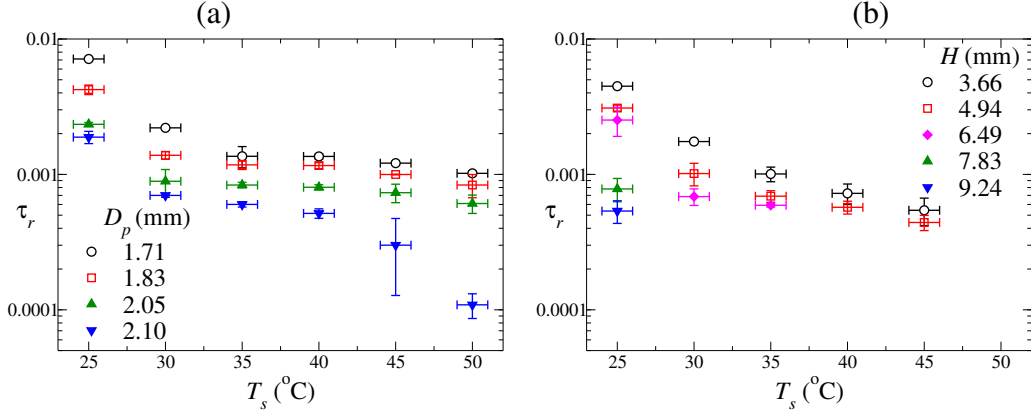 (a)
(b)
0.01
0.001
0.0001
τr
Dp (mm)
1.71
1.83
2.05
2.10
25 30 35 40 45 50
Ts (oC)
0.01
0.001
0.0001
τr
H (mm)
3.66
4.94
6.49
7.83
9.24
25 30 35 40 45 50
Ts (oC)